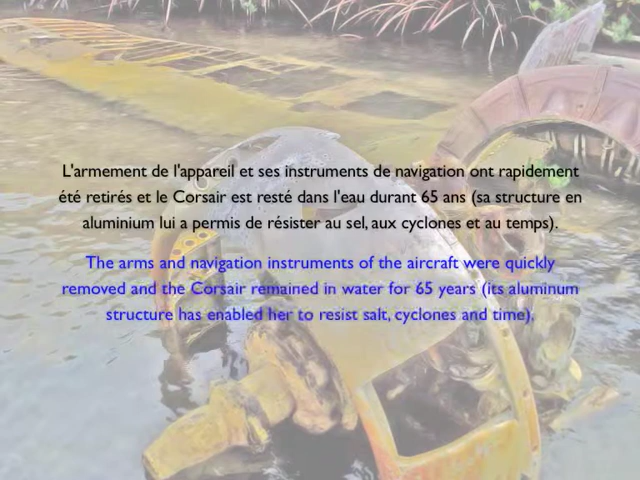 L'armement de l'appareil et ses instruments de navigation ont rapidement
été retirés et le Corsair est resté dans l'eau durant 65 ans (sa structure en
aluminium lui a permis de résister au sel, aux cyclones et au temps).
The arms and navigation instruments of the aircraft were quickly
removed and the Corsair remained in water for 65 years (its aluminum
structure has enabled her to resist salt, cyclones and time).